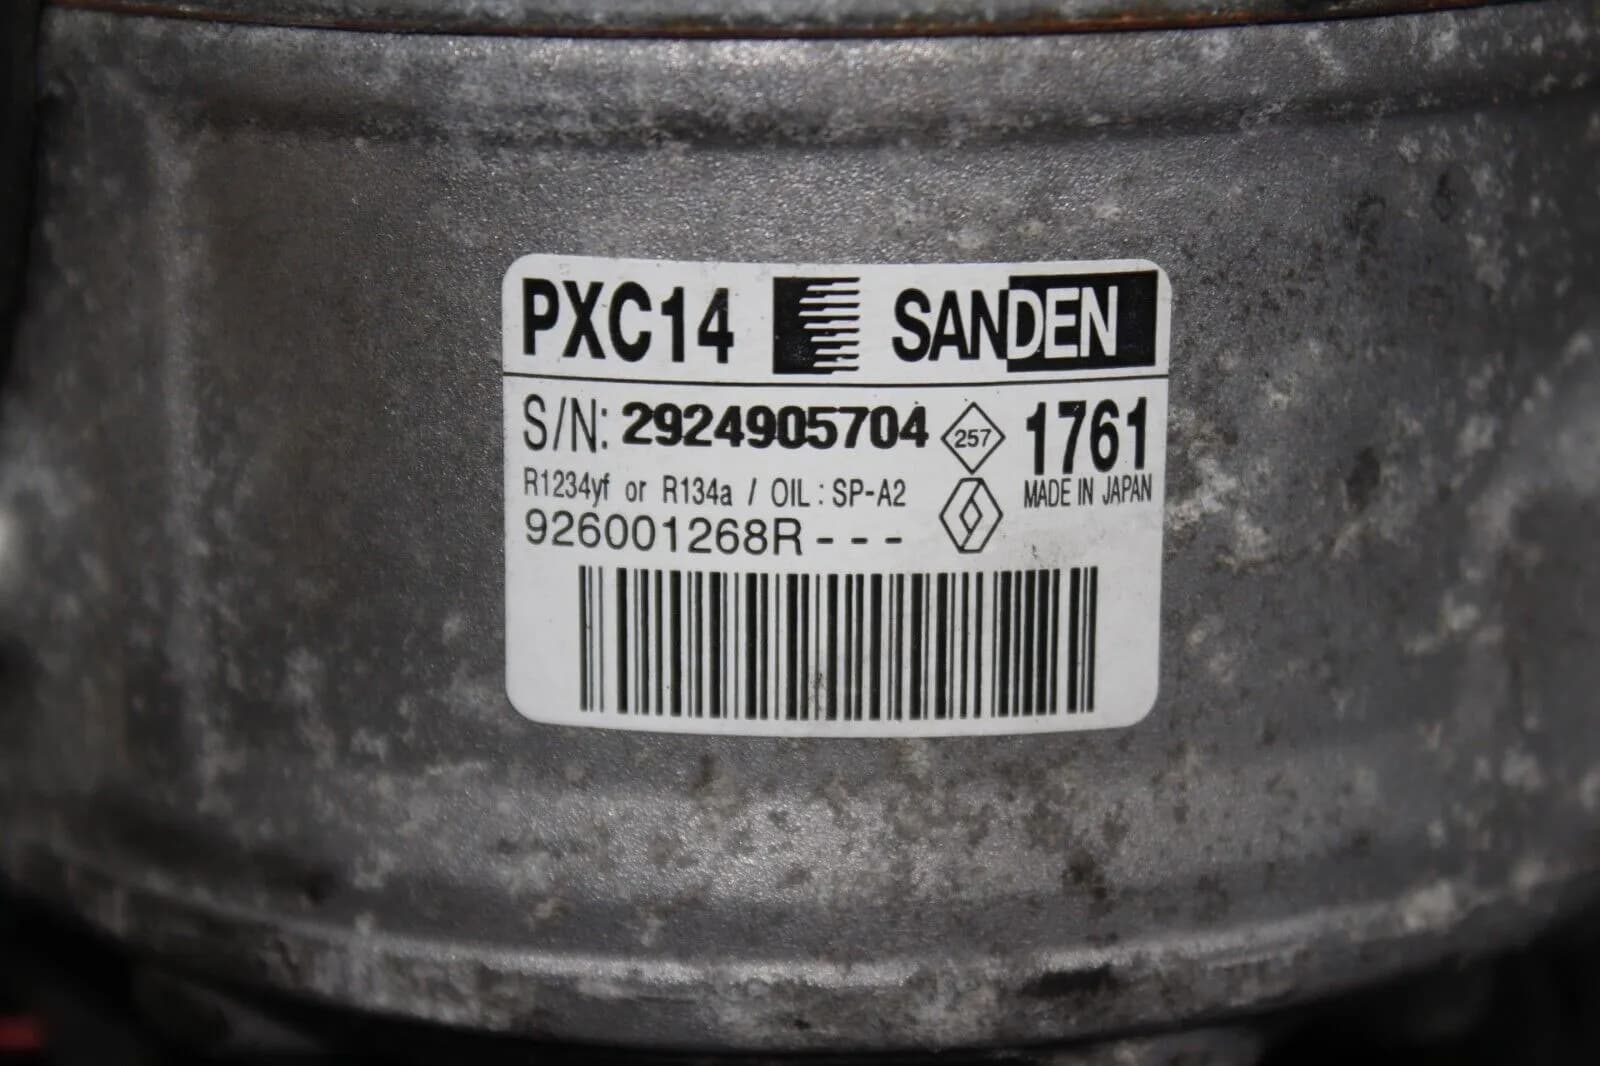 PXC14 SANDEN
S/N: 2924905704 257 1761
R1234yf or R134a / OIL : SP-A2 MADE IN JAPAN
926001268R - - -